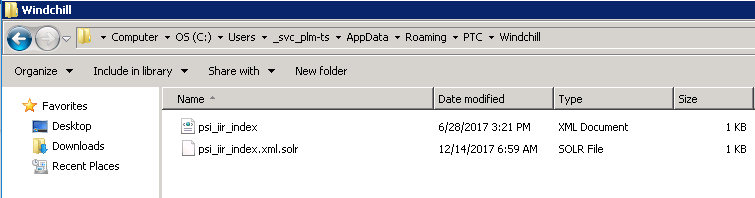 Windchill
Computer OS (C:) Users _svc_plm-ts AppData Roaming PTC Windchill
Organize Include in library Share with New folder
Favorites
Desktop
Downloads
Recent Places
Name Date modified Type Size
psi_iir_index 6/28/2017 3:21 PM XML Document 1 KB
psi_iir_index.xml.solr 12/14/2017 6:59 AM SOLR File 1 KB